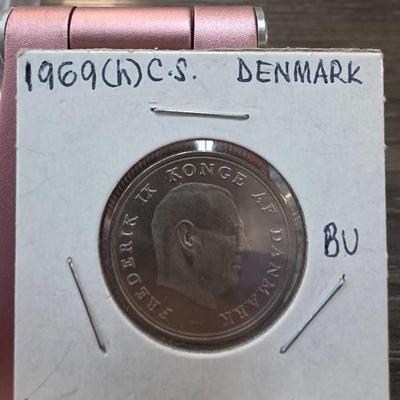 1969(h)C.S. DENMARK
FREDERIK IX KONGE AF DANMARK
BU